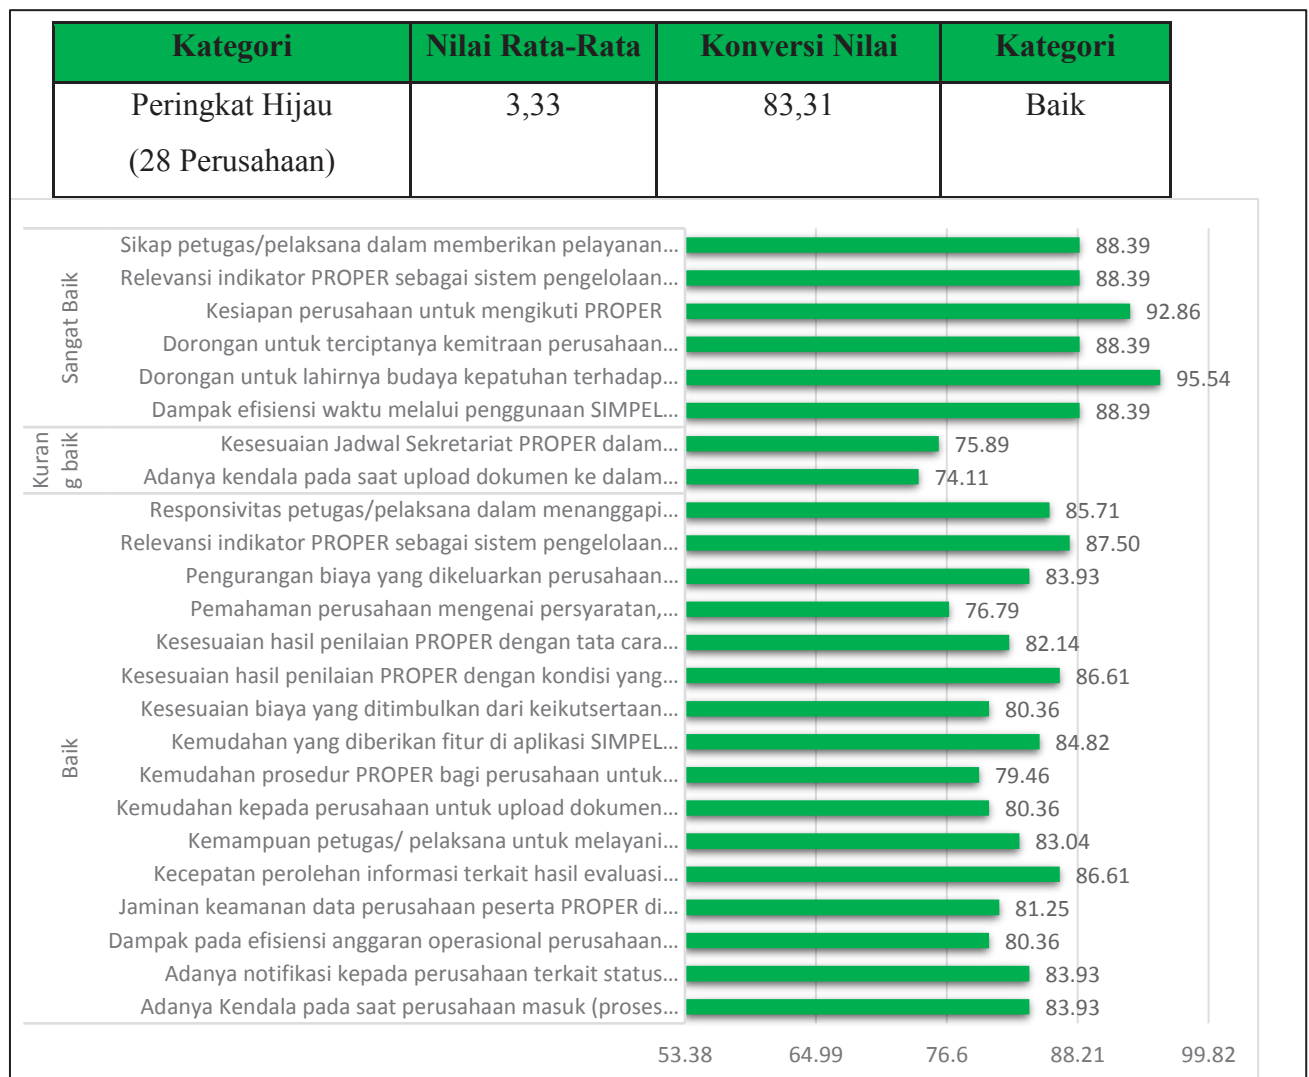 Kategori Nilai Rata-Rata Konversi Nilai Kategori
Peringkat Hijau 3,33 83,31 Baik
(28 Perusahaan)
Sangat Baik
Sikap petugas/pelaksana dalam memberikan pelayanan... 88.39
Relevansi indikator PROPER sebagai sistem pengelolaan... 88.39
Kesiapan perusahaan untuk mengikuti PROPER 92.86
Dorongan untuk terciptanya kemitraan perusahaan... 88.39
Dorongan untuk lahirnya budaya kepatuhan terhadap... 95.54
Dampak efisiensi waktu melalui penggunaan SIMPEL... 88.39
Kuran
g baik
Kesesuaian Jadwal Sekretariat PROPER dalam... 75.89
Adanya kendala pada saat upload dokumen ke dalam... 74.11
Baik
Responsivitas petugas/pelaksana dalam menanggapi... 85.71
Relevansi indikator PROPER sebagai sistem pengelolaan... 87.50
Pengurangan biaya yang dikeluarkan perusahaan... 83.93
Pemahaman perusahaan mengenai persyaratan,... 76.79
Kesesuaian hasil penilaian PROPER dengan tata cara... 82.14
Kesesuaian hasil penilaian PROPER dengan kondisi yang... 86.61
Kesesuaian biaya yang ditimbulkan dari keikutsertaan... 80.36
Kemudahan yang diberikan fitur di aplikasi SIMPEL... 84.82
Kemudahan prosedur PROPER bagi perusahaan untuk... 79.46
Kemudahan kepada perusahaan untuk upload dokumen... 80.36
Kemampuan petugas/ pelaksana untuk melayani... 83.04
Kecepatan perolehan informasi terkait hasil evaluasi... 86.61
Jaminan keamanan data perusahaan peserta PROPER di... 81.25
Dampak pada efisiensi anggaran operasional perusahaan... 80.36
Adanya notifikasi kepada perusahaan terkait status... 83.93
Adanya Kendala pada saat perusahaan masuk (proses... 83.93
53.38 64.99 76.6 88.21 99.82